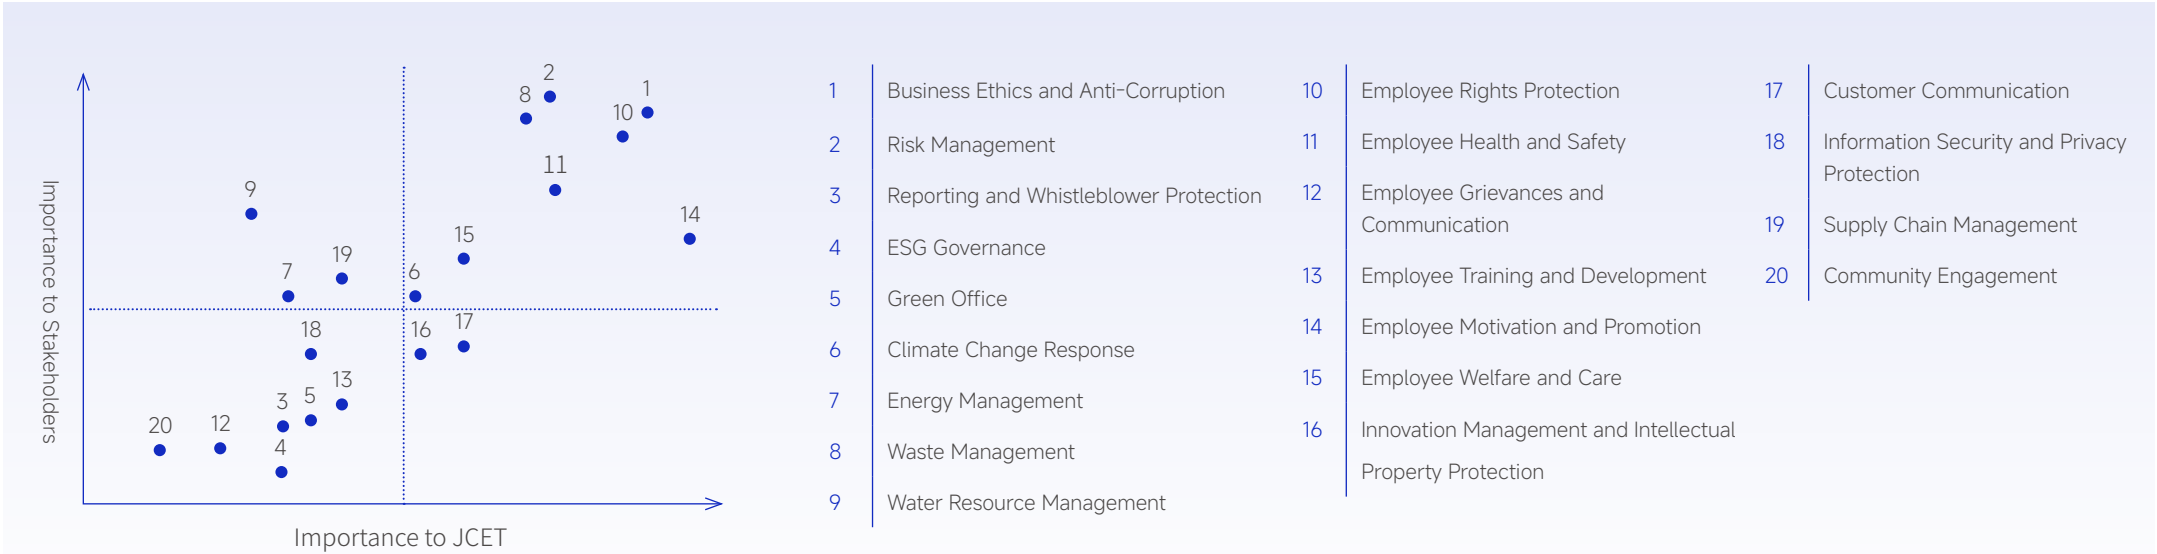 2
8
1
10
11
9
14
15
19
7
6
18
16
17
13
3
5
20
12
4
Importance to Stakeholders
Importance to JCET
1 Business Ethics and Anti-Corruption
2 Risk Management
3 Reporting and Whistleblower Protection
4 ESG Governance
5 Green Office
6 Climate Change Response
7 Energy Management
8 Waste Management
9 Water Resource Management
10 Employee Rights Protection
11 Employee Health and Safety
12 Employee Grievances and
Communication
13 Employee Training and Development
14 Employee Motivation and Promotion
15 Employee Welfare and Care
16 Innovation Management and Intellectual
Property Protection
17 Customer Communication
18 Information Security and Privacy
Protection
19 Supply Chain Management
20 Community Engagement